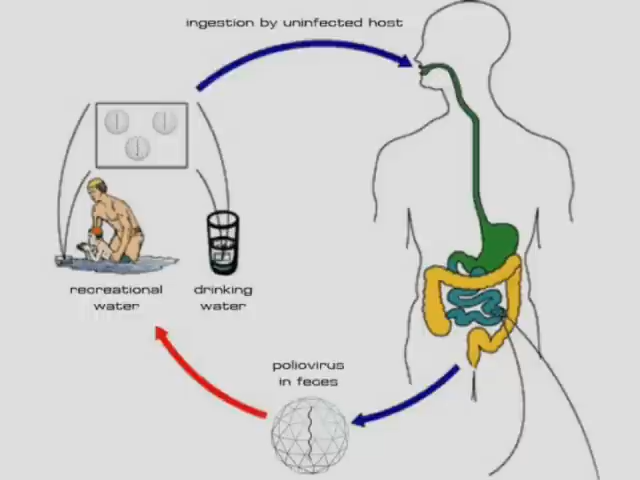 ingestion by uninfected host
recreational
water
drinking
water
poliovirus
in feces